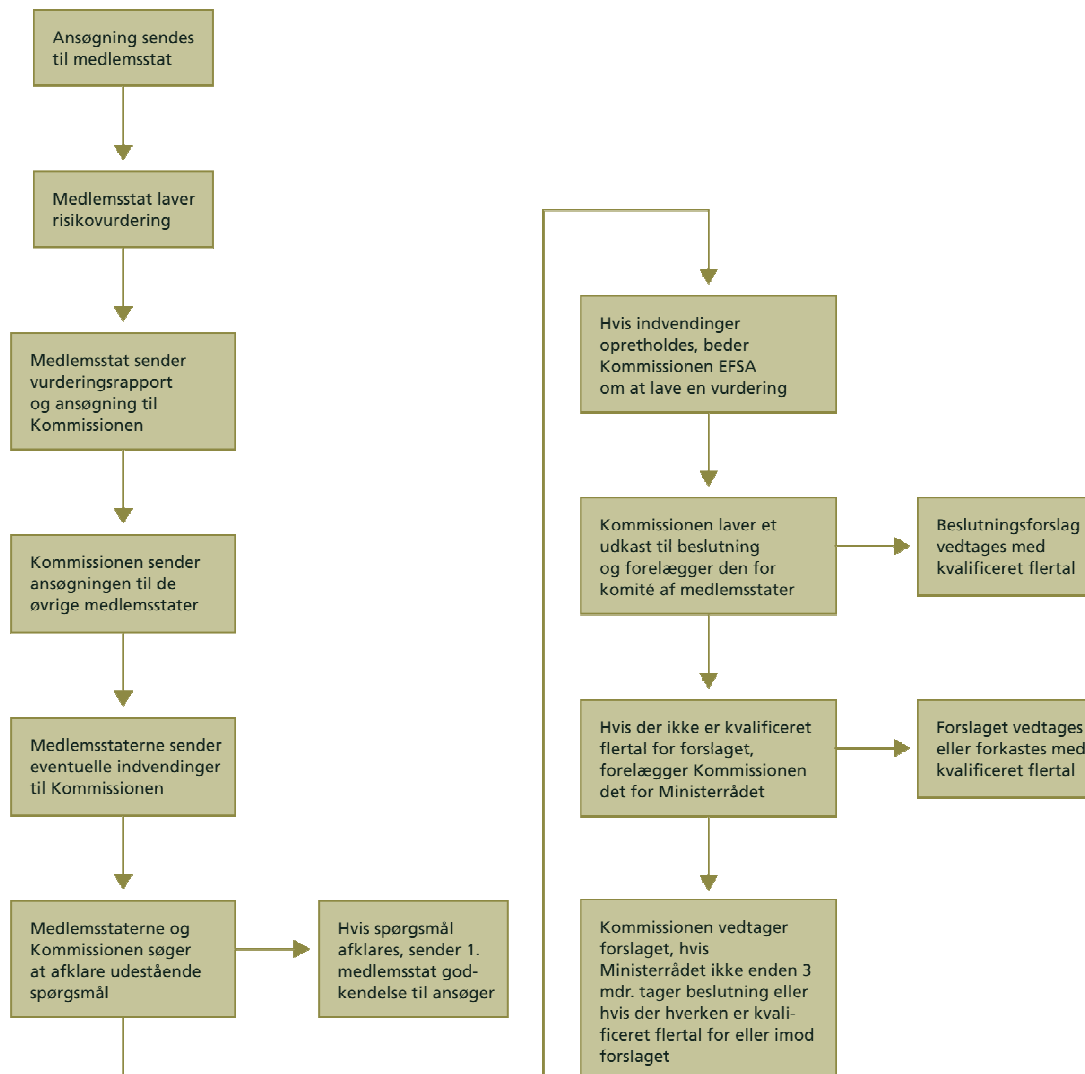 Ansøgning sendes
til medlemsstat
Medlemsstat laver
risikovurdering
Medlemsstat sender
vurderingsrapport
og ansøgning til
Kommissionen
Kommissionen sender
ansøgningen til de
øvrige medlemsstater
Medlemsstaterne sender
eventuelle indvendinger
til Kommissionen
Medlemsstaterne og
Kommissionen søger
at afklare udestående
spørgsmål
Hvis spørgsmål
afklares, sender 1.
medlemsstat god-
kendelse til ansøger
Hvis indvendinger
opretholdes, beder
Kommissionen EFSA
om at lave en vurdering
Kommissionen laver et
udkast til beslutning
og forelægger den for
komité af medlemsstater
Beslutningsforslag
vedtages med
kvalificeret flertal
Hvis der ikke er kvalificeret
flertal for forslaget,
forelægger Kommissionen
det for Ministerrådet
Forslaget vedtages
eller forkastes med
kvalificeret flertal
Kommissionen vedtager
forslaget, hvis
Ministerrådet ikke enden 3
mdr. tager beslutning eller
hvis der hverken er kvali-
ficeret flertal for eller imod
forslaget